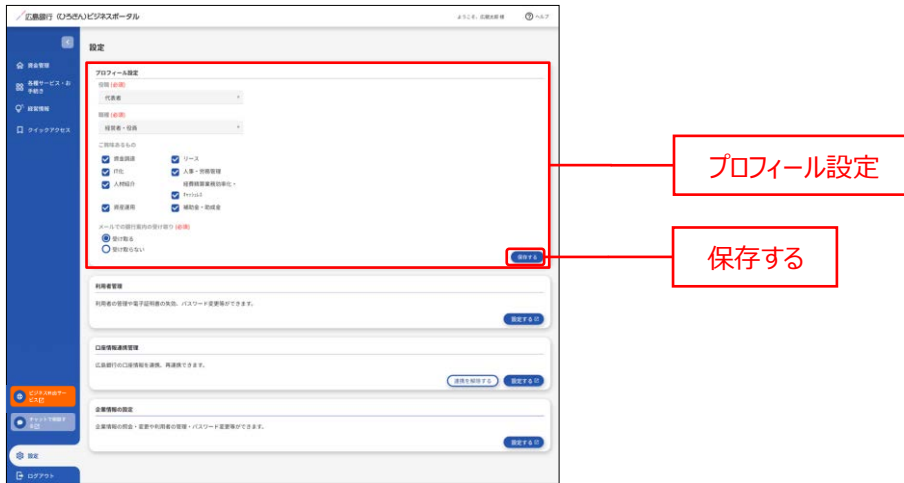 広島銀行 〈ひろぎん〉ビジネスポータル
ようこそ、広銀太郎 様
ヘルプ
設定
資金管理
各種サービス・お
手続き
経営情報
クイックアクセス
プロフィール設定
役職 (必須)
代表者
職種 (必須)
経営者・役員
ご興味あるもの
資金調達
リース
IT化
人事・労務管理
人材紹介
経費精算業務効率化・
資産運用
補助金・助成金
メールでの銀行案内の受け取り (必須)
受け取る
受け取らない
保存する
プロフィール設定
保存する
利用者管理
利用者の管理や電子証明書の失効、パスワード変更等ができます。
設定する
口座情報連携管理
広島銀行の口座情報を連携、再連携できます。
連携を解除する
設定する
企業情報の設定
企業情報の照会・変更や利用者の管理・パスワード変更等ができます。
設定する
設定
ログアウト